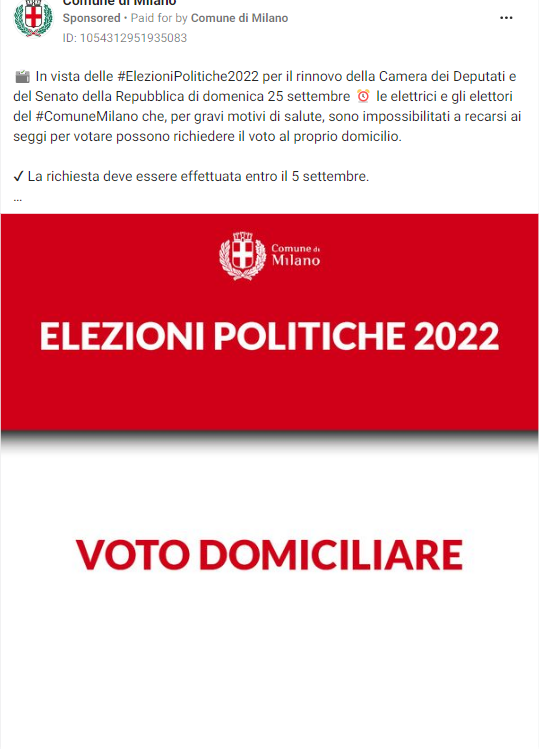 Comune di Milano
Sponsored • Paid for by Comune di Milano
ID: 1054312951935083
🗳 In vista delle #ElezioniPolitiche2022 per il rinnovo della Camera dei Deputati e
del Senato della Repubblica di domenica 25 settembre ⏰ le elettrici e gli elettori
del #ComuneMilano che, per gravi motivi di salute, sono impossibilitati a recarsi ai
seggi per votare possono richiedere il voto al proprio domicilio.
✓ La richiesta deve essere effettuata entro il 5 settembre.
...
Comune di
Milano
ELEZIONI POLITICHE 2022
VOTO DOMICILIARE